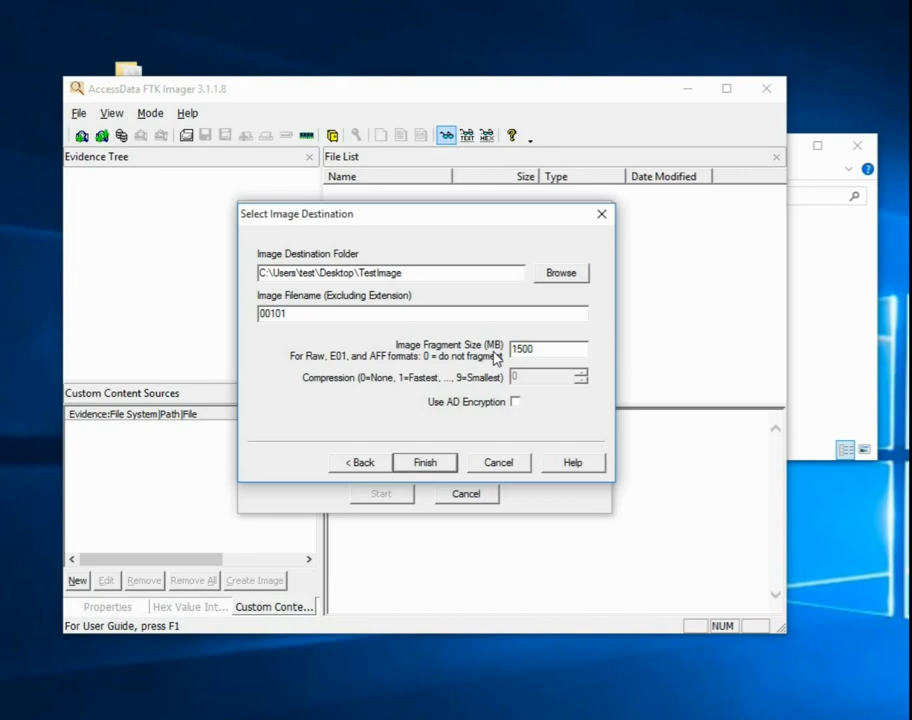 AccessData FTK Imager 3.1.1.8
File View Mode Help
Evidence Tree
File List
Name Size Type Date Modified
Select Image Destination
Image Destination Folder
C:\Users\test\Desktop\TestImage
Browse
Image Filename (Excluding Extension)
00101
Image Fragment Size (MB)
1500
For Raw, E01, and AFF formats: 0 = do not fragment
Compression (0=None, 1=Fastest, ..., 9=Smallest)
0
Use AD Encryption
< Back Finish Cancel Help
Start Cancel
Custom Content Sources
Evidence:File System|Path|File
New Edit Remove Remove All Create Image
Properties Hex Value Int... Custom Conte...
For User Guide, press F1
NUM